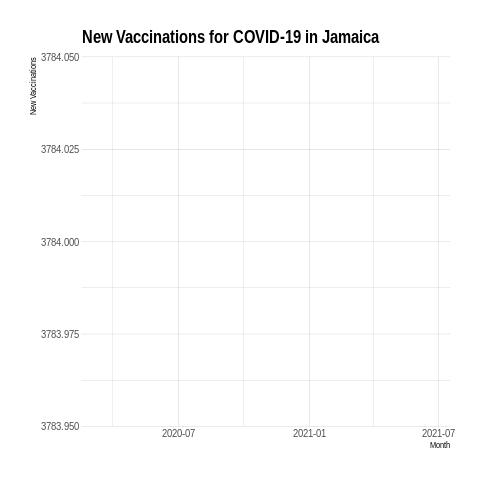 New Vaccinations for COVID-19 in Jamaica
New Vaccinations
3784.050
3784.025
3784.000
3783.975
3783.950
2020-07
2021-01
2021-07
Month